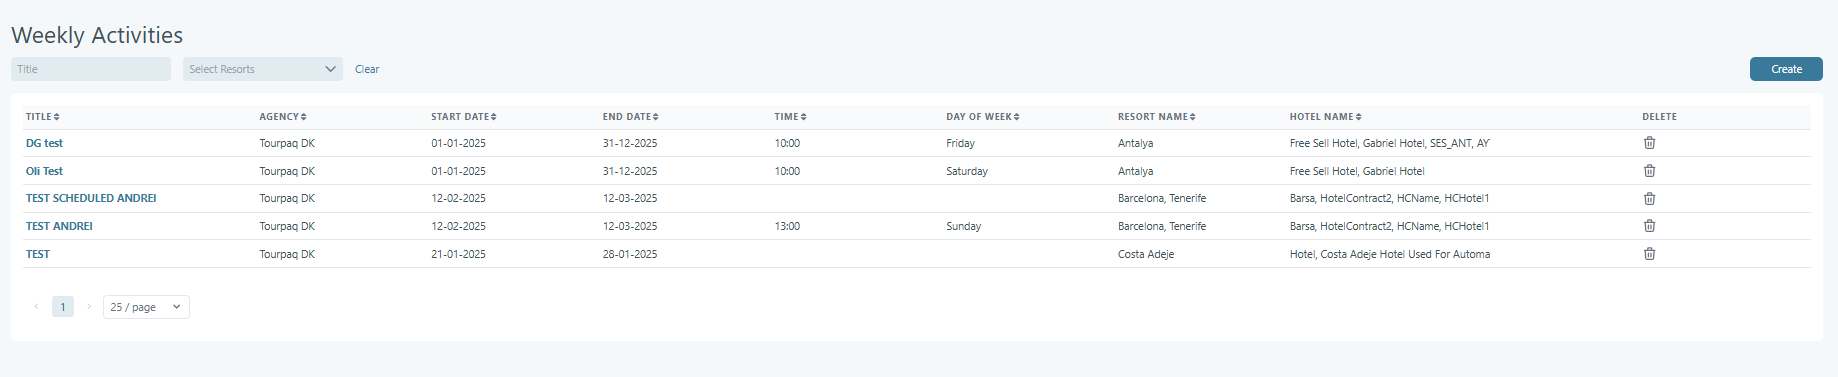 Weekly Activities
Title Select Resorts Clear Create
TITLE AGENCY START DATE END DATE TIME DAY OF WEEK RESORT NAME HOTEL NAME DELETE
DG test Tourpaq DK 01-01-2025 31-12-2025 10:00 Friday Antalya Free Sell Hotel, Gabriel Hotel, SES_ANT, AY
Oli Test Tourpaq DK 01-01-2025 31-12-2025 10:00 Saturday Antalya Free Sell Hotel, Gabriel Hotel
TEST SCHEDULED ANDREI Tourpaq DK 12-02-2025 12-03-2025 Barcelona, Tenerife Barsa, HotelContract2, HCName, HCHotel1
TEST ANDREI Tourpaq DK 12-02-2025 12-03-2025 13:00 Sunday Barcelona, Tenerife Barsa, HotelContract2, HCName, HCHotel1
TEST Tourpaq DK 21-01-2025 28-01-2025 Costa Adeje Hotel, Costa Adeje Hotel Used For Automa
1 25 / page